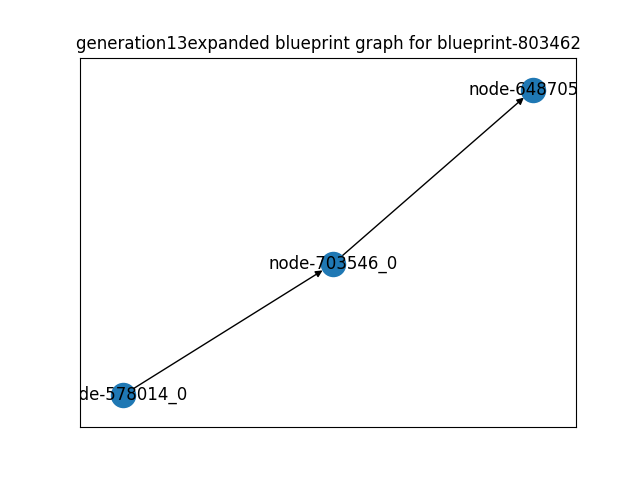 generation13expanded blueprint graph for blueprint-803462
node-648705
node-703546_0
de-578014_0